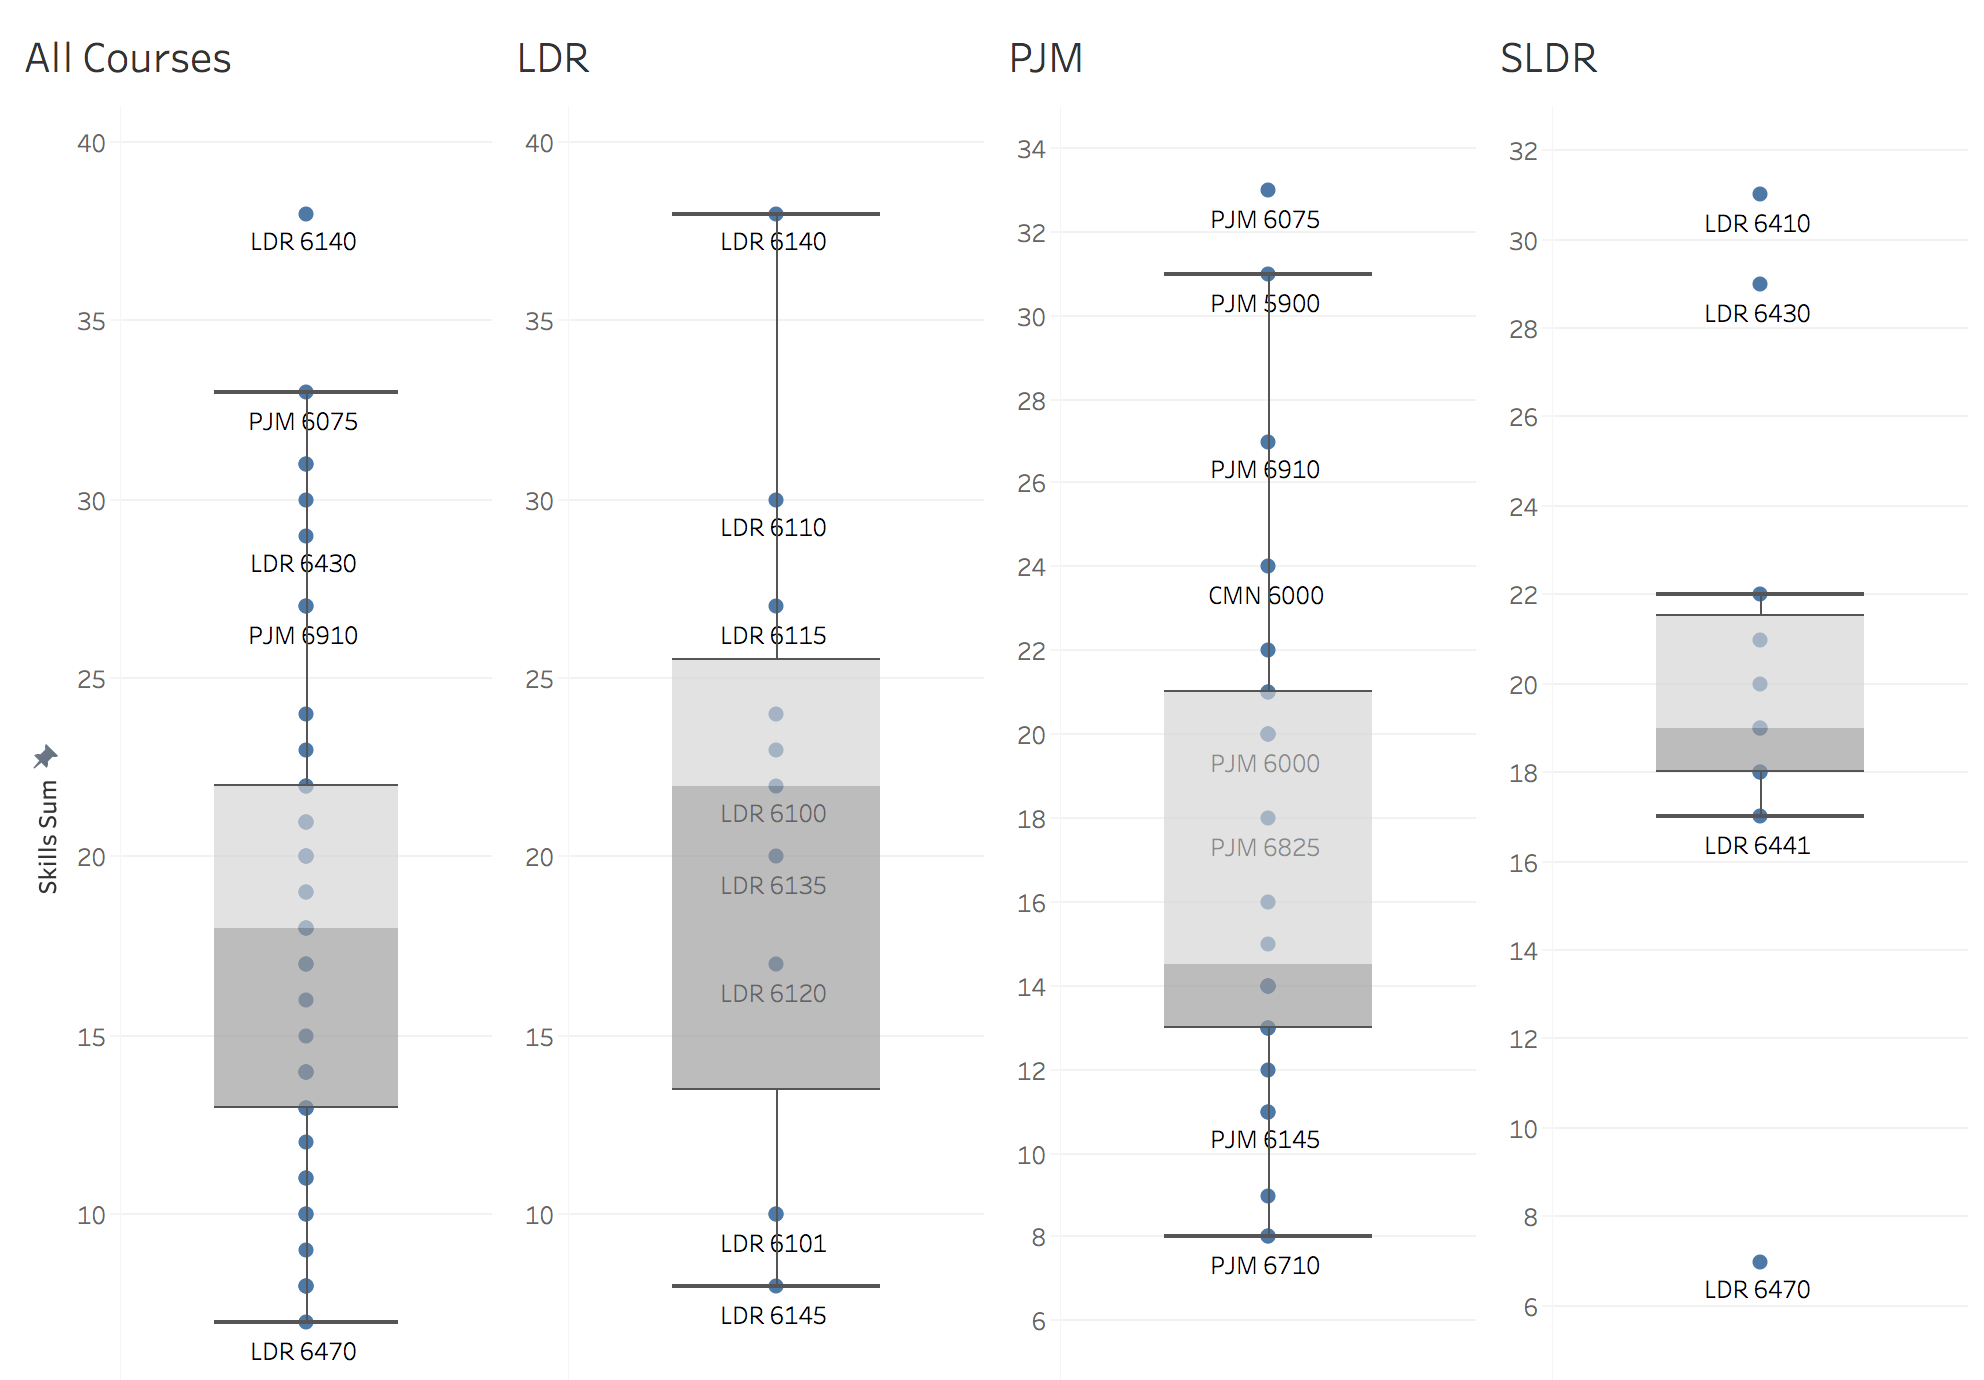 All Courses
LDR
PJM
SLDR
Skills Sum
40
35
30
25
20
15
10
LDR 6140
PJM 6075
LDR 6430
PJM 6910
LDR 6470
40
35
30
25
20
15
10
LDR 6140
LDR 6110
LDR 6115
LDR 6100
LDR 6135
LDR 6120
LDR 6101
LDR 6145
34
32
30
28
26
24
22
20
18
16
14
12
10
8
6
PJM 6075
PJM 5900
PJM 6910
CMN 6000
PJM 6000
PJM 6825
PJM 6145
PJM 6710
32
30
28
26
24
22
20
18
16
14
12
10
8
6
LDR 6410
LDR 6430
LDR 6441
LDR 6470